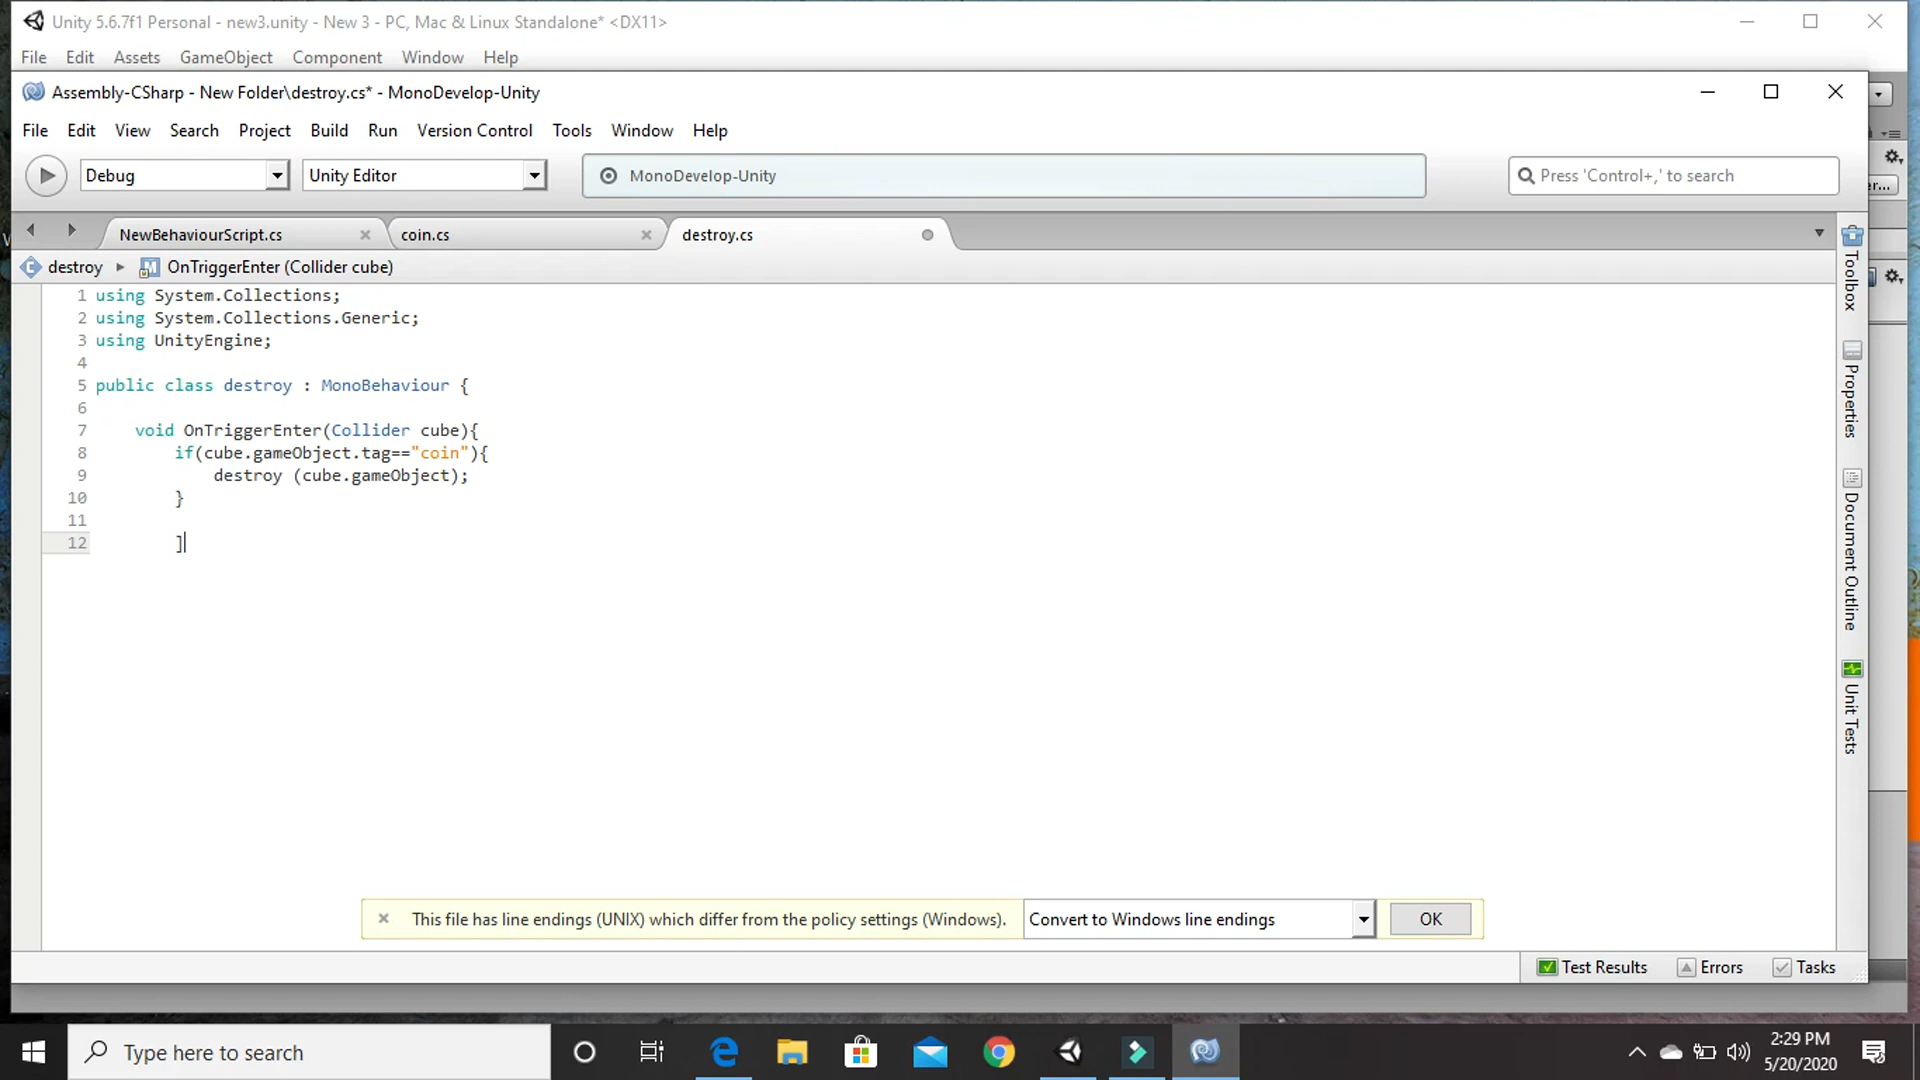 Unity 5.6.7f1 Personal - new3.unity - New 3 - PC, Mac & Linux Standalone* <DX11>
File Edit Assets GameObject Component Window Help
Assembly-CSharp - New Folder\destroy.cs* - MonoDevelop-Unity
File Edit View Search Project Build Run Version Control Tools Window Help
Debug Unity Editor MonoDevelop-Unity Press 'Control+,' to search
NewBehaviourScript.cs coin.cs destroy.cs
destroy OnTriggerEnter (Collider cube)
1 using System.Collections;
2 using System.Collections.Generic;
3 using UnityEngine;
4
5 public class destroy : MonoBehaviour {
6
7 void OnTriggerEnter(Collider cube){
8 if(cube.gameObject.tag=="coin"){
9 destroy (cube.gameObject);
10 }
11
12 ]
Toolbox
Properties
Document Outline
Unit Tests
This file has line endings (UNIX) which differ from the policy settings (Windows). Convert to Windows line endings OK
Test Results Errors Tasks
Type here to search
2:29 PM
5/20/2020